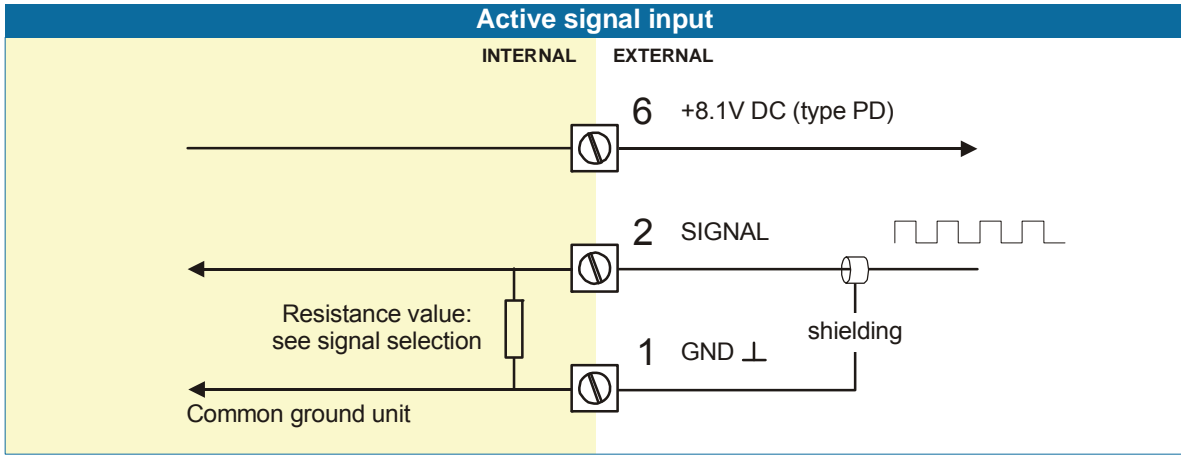 Active signal input
INTERNAL EXTERNAL
6 +8.1V DC (type PD)
2 SIGNAL
Resistance value:
see signal selection
shielding
1 GND ⊥
Common ground unit